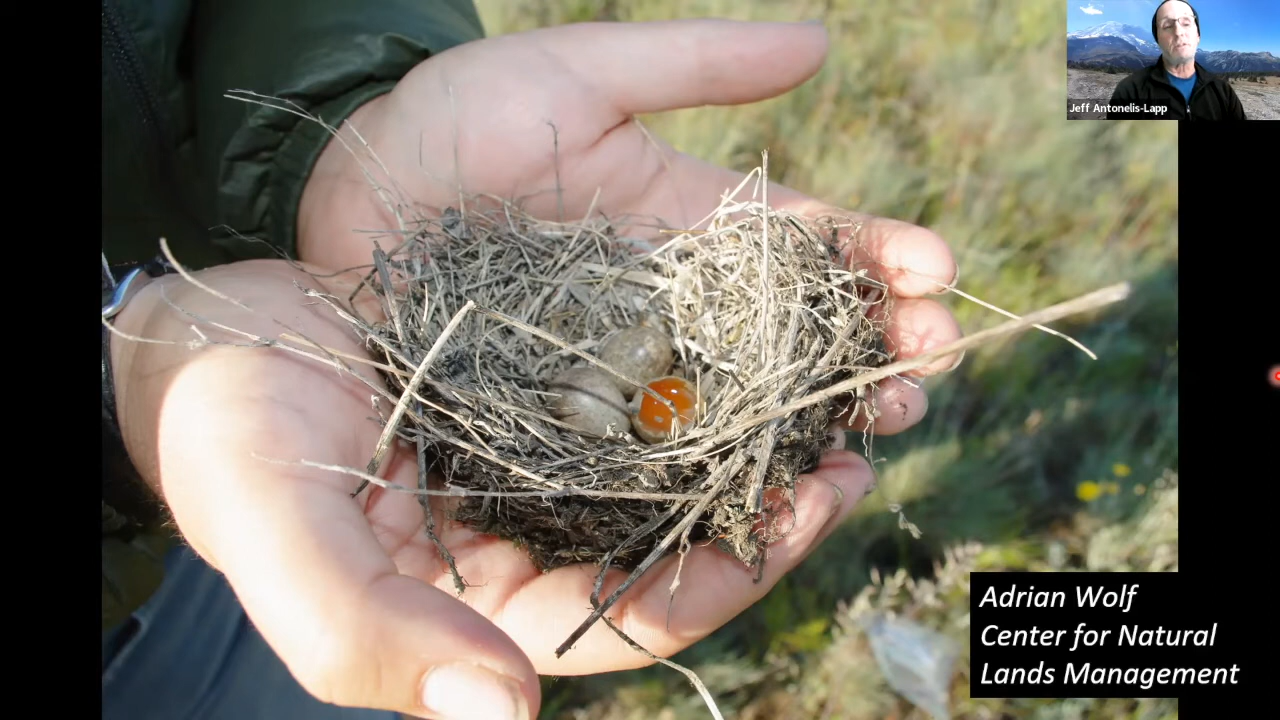 Jeff Antonelis-Lapp
Adrian Wolf
Center for Natural
Lands Management